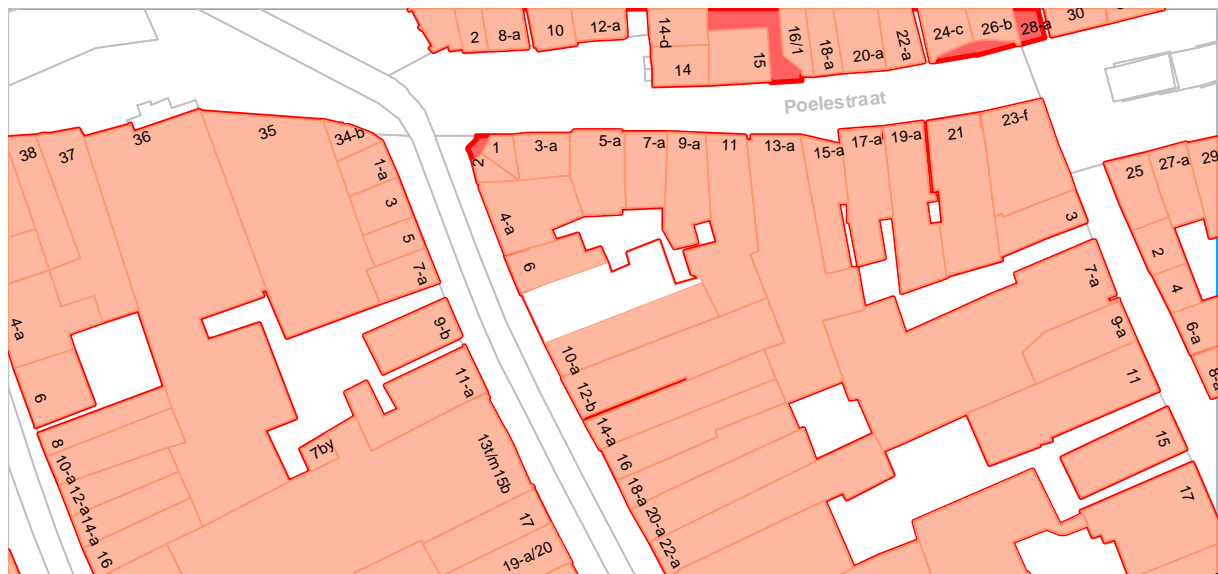 2
8-a
10
12-a
14-d
14
15
16/1
18-a
20-a
22-a
24-c
26-b
28-a
30
Poelestraat
38
37
36
35
34-b
1-a
3
5
7-a
9-b
11-a
13t/m15b
17
19-a/20
7by
4-a
6
8
10-a
12-a
14-a
16
2
1
3-a
5-a
7-a
9-a
11
13-a
15-a
17-a
19-a
21
23-f
3
4-a
6
10-a
12-b
14-a
16
18-a
20-a
22-a
7-a
9-a
11
15
17
25
27-a
29
2
4
6-a
8-a